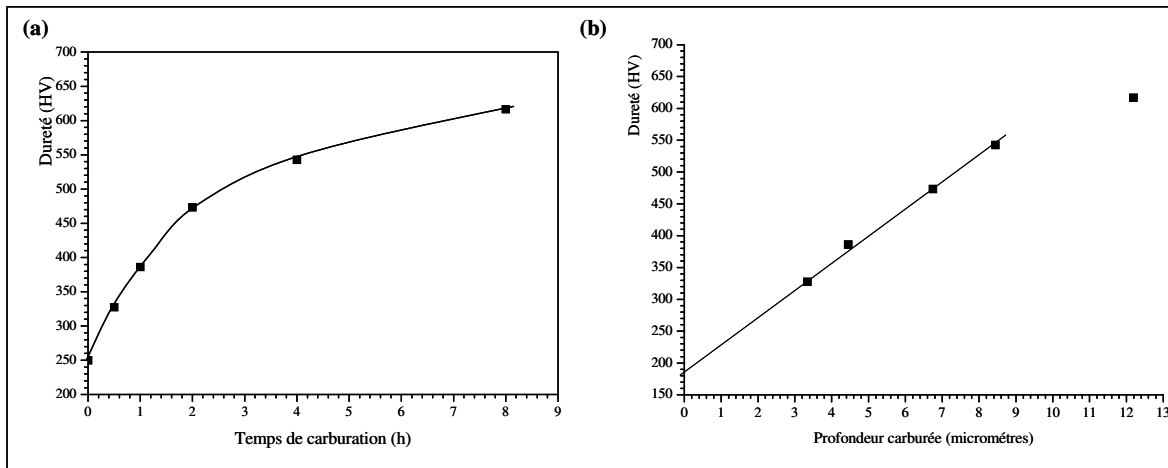 (a)
700
650
600
550
500
450
400
350
300
250
200
Dureté (HV)
0 1 2 3 4 5 6 7 8 9
Temps de carburation (h)
(b)
700
650
600
550
500
450
400
350
300
250
200
150
Dureté (HV)
0 1 2 3 4 5 6 7 8 9 10 11 12 13
Profondeur carburée (micrométres)